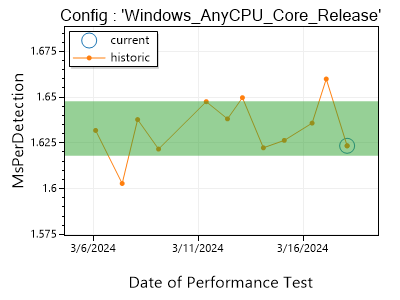 Config : 'Windows_AnyCPU_Core_Release'
current
historic
MsPerDetection
1.675
1.65
1.625
1.6
1.575
3/6/2024
3/11/2024
3/16/2024
Date of Performance Test